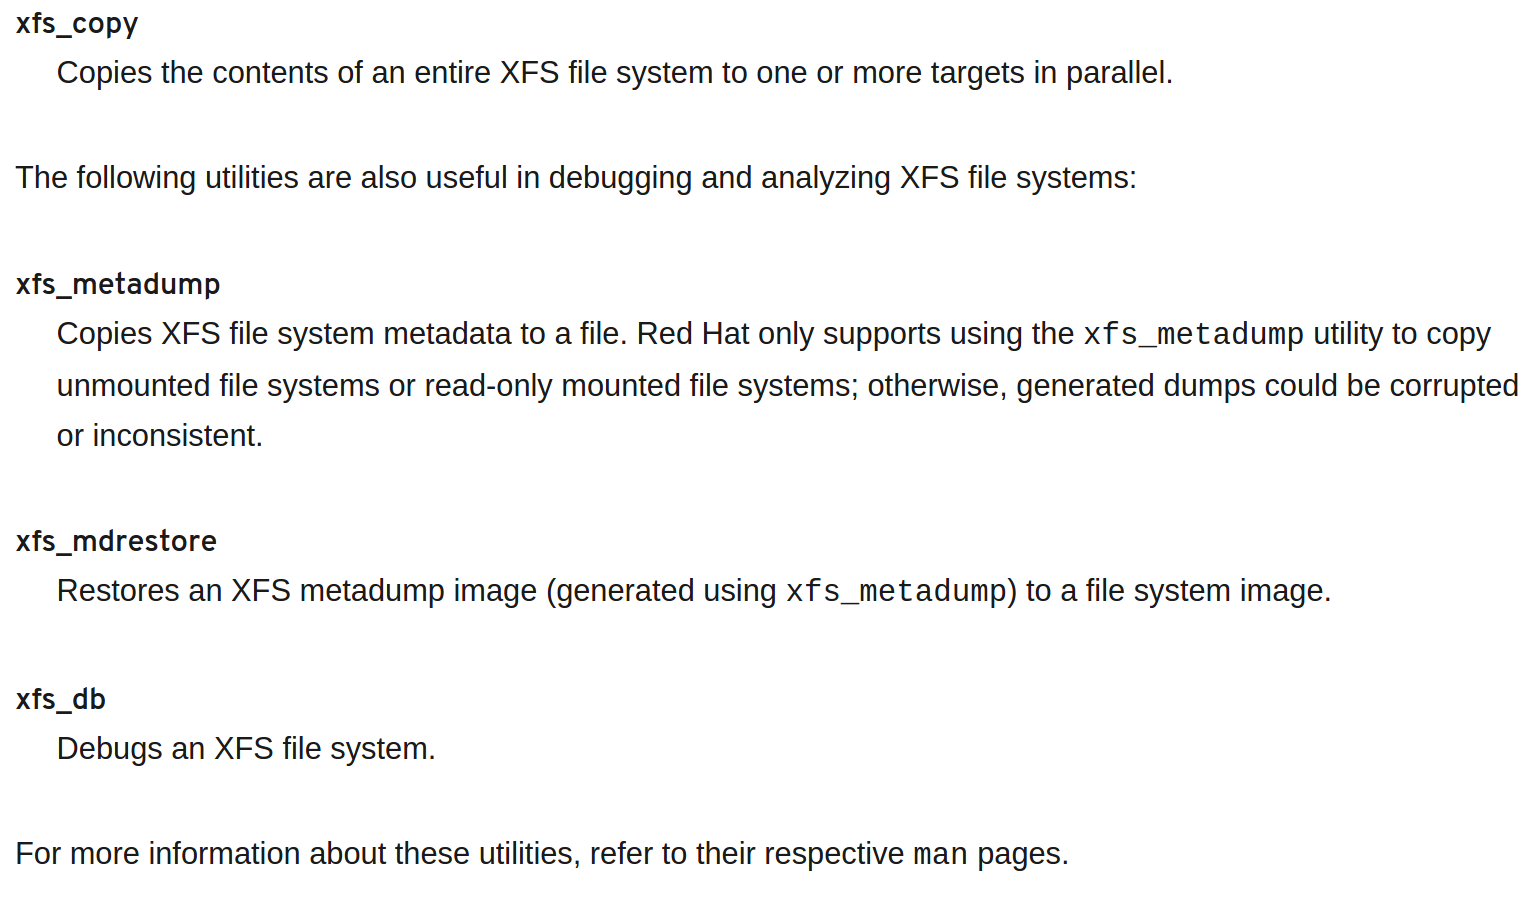 xfs_copy
Copies the contents of an entire XFS file system to one or more targets in parallel.
The following utilities are also useful in debugging and analyzing XFS file systems:
xfs_metadump
Copies XFS file system metadata to a file. Red Hat only supports using the xfs_metadump utility to copy
unmounted file systems or read-only mounted file systems; otherwise, generated dumps could be corrupted
or inconsistent.
xfs_mdrestore
Restores an XFS metadump image (generated using xfs_metadump) to a file system image.
xfs_db
Debugs an XFS file system.
For more information about these utilities, refer to their respective man pages.